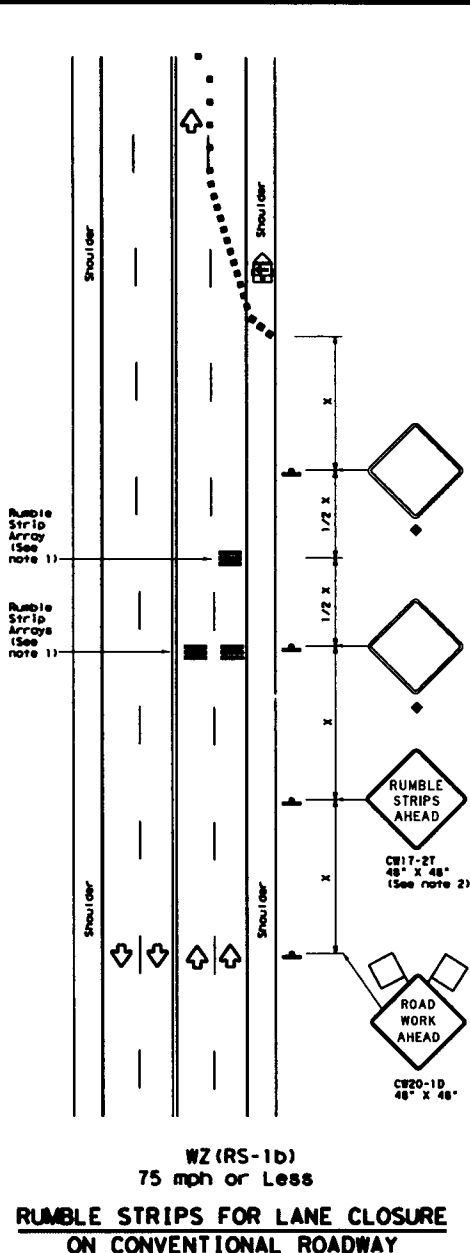 Shoulder
Shoulder
X
1/2 X
Rumble
Strip
Array
(See
note 1)
1/2 X
Rumble
Strip
Arrays
(See
note 1)
X
RUMBLE
STRIPS
AHEAD
CW17-2T
48" X 48"
(See note 2)
X
Shoulder
Shoulder
ROAD
WORK
AHEAD
CW20-1D
48" X 48"
WZ(RS-1b)
75 mph or Less
RUMBLE STRIPS FOR LANE CLOSURE
ON CONVENTIONAL ROADWAY